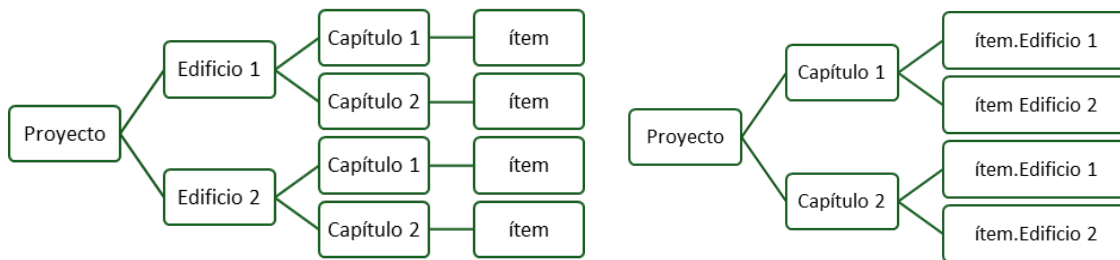 Proyecto
Edificio 1
Capítulo 1
ítem
Capítulo 2
ítem
Edificio 2
Capítulo 1
ítem
Capítulo 2
ítem
Proyecto
Capítulo 1
ítem.Edificio 1
ítem Edificio 2
Capítulo 2
ítem.Edificio 1
ítem.Edificio 2